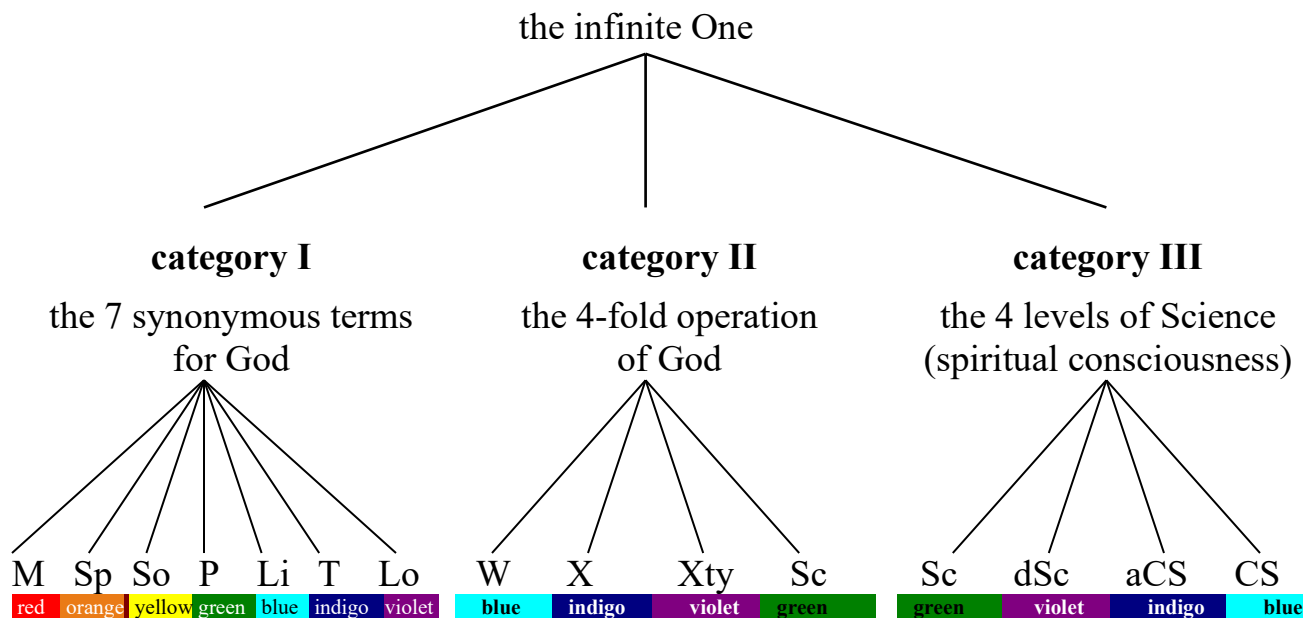 the infinite One
category I
category II
category III
the 7 synonymous terms
for God
the 4-fold operation
of God
the 4 levels of Science
(spiritual consciousness)
M Sp So P Li T Lo
W X Xty Sc
Sc dSc aCS CS
red orange yellow green blue indigo violet
blue indigo violet green
green violet indigo blue